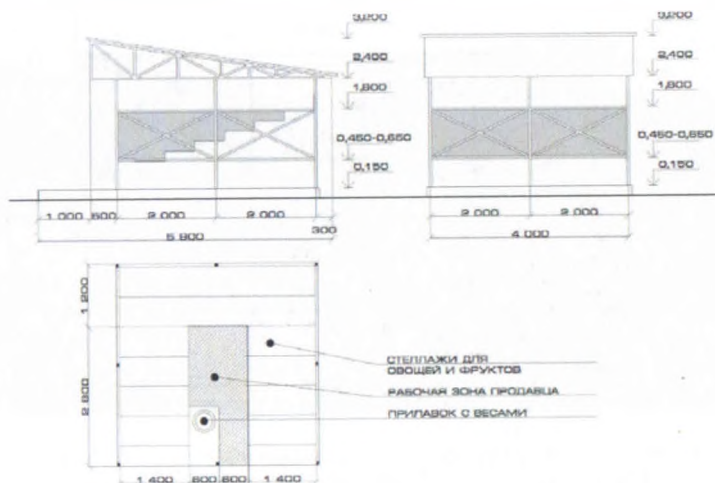 3,200
2,400
1,800
0,450-0,650
0,150
1 000 500 2 000 2 000
300
5 800
3,200
2,400
1,800
0,450-0,650
0,150
2 000 2 000
4 000
1 200
2 800
СТЕЛЛАЖИ ДЛЯ
ОВОЩЕЙ И ФРУКТОВ
РАБОЧАЯ ЗОНА ПРОДАВЦА
ПРИЛАВОК С ВЕСАМИ
1 400 600 600 1 400